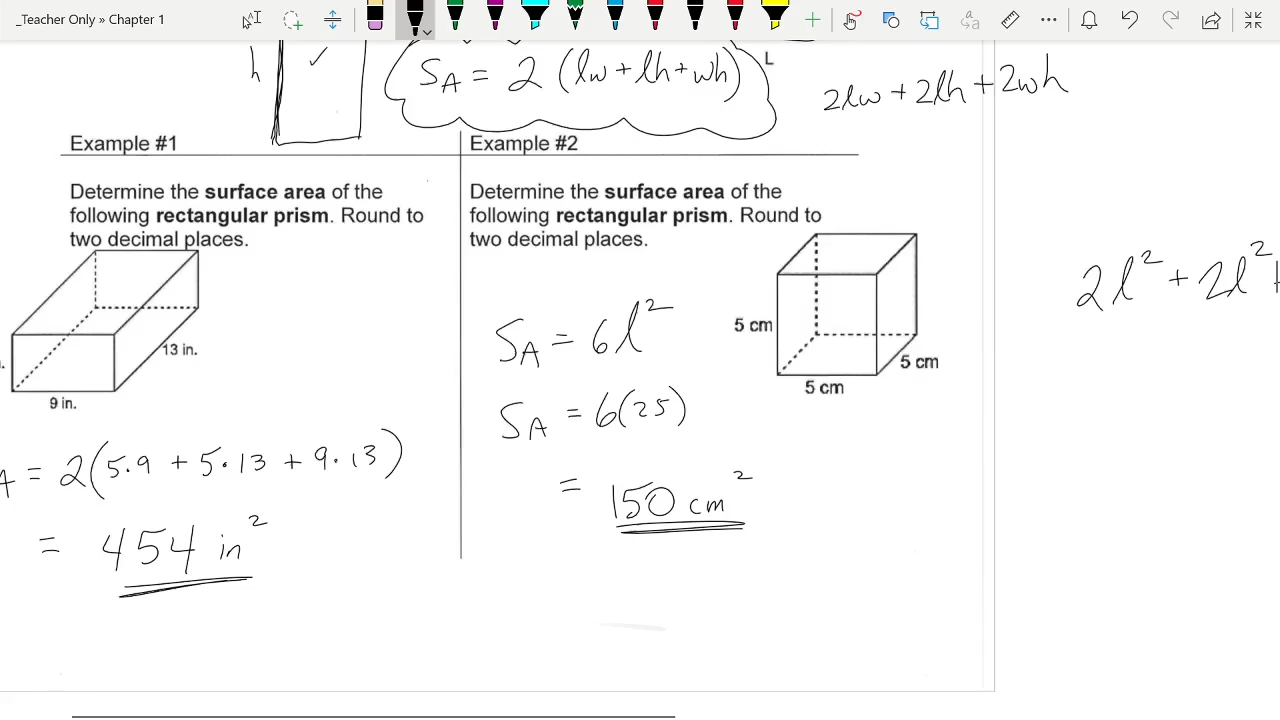 _Teacher Only » Chapter 1
h
L
S_A = 2 (lw+lh+wh)
2lw + 2lh + 2wh
Example #1
Determine the surface area of the
following rectangular prism. Round to
two decimal places.
13 in.
9 in.
A = 2(5·9 + 5·13 + 9·13)
= 454 in²
Example #2
Determine the surface area of the
following rectangular prism. Round to
two decimal places.
5 cm
5 cm
5 cm
S_A = 6l²
S_A = 6(25)
= 150 cm²
2l² + 2l² +